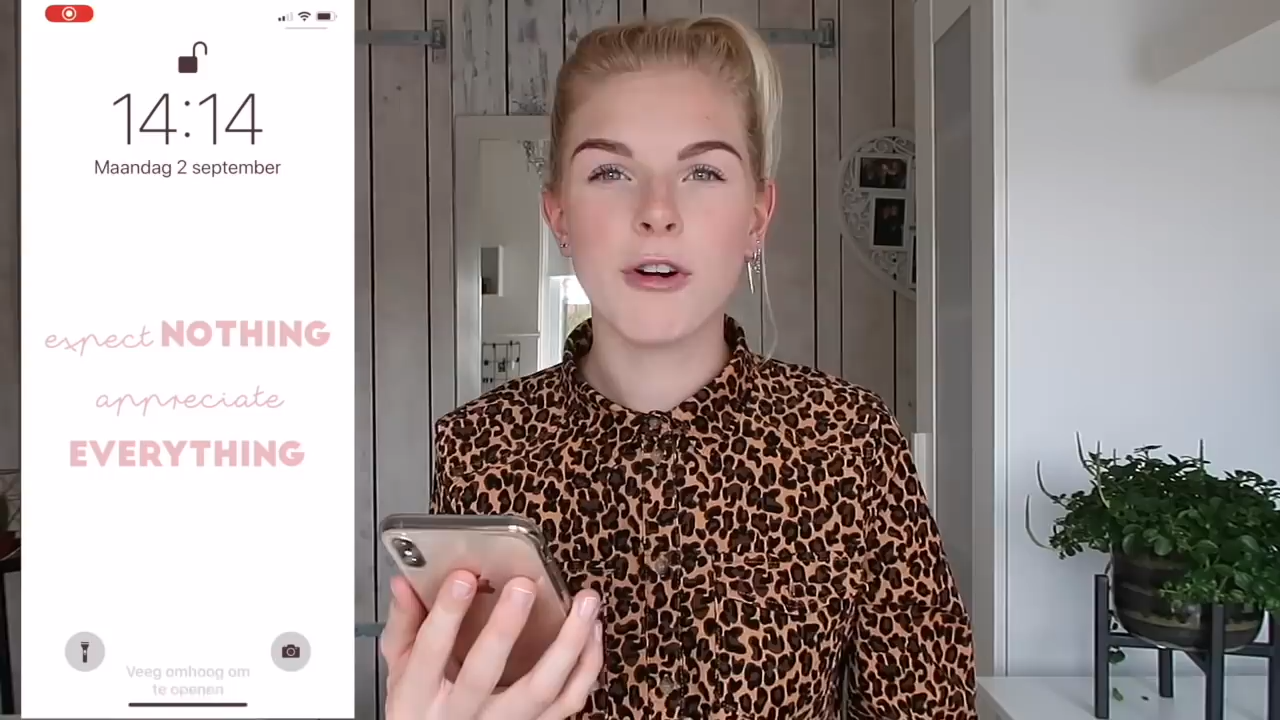 14:14
Maandag 2 september
expect NOTHING
appreciate
EVERYTHING
Veeg omhoog om
te openen